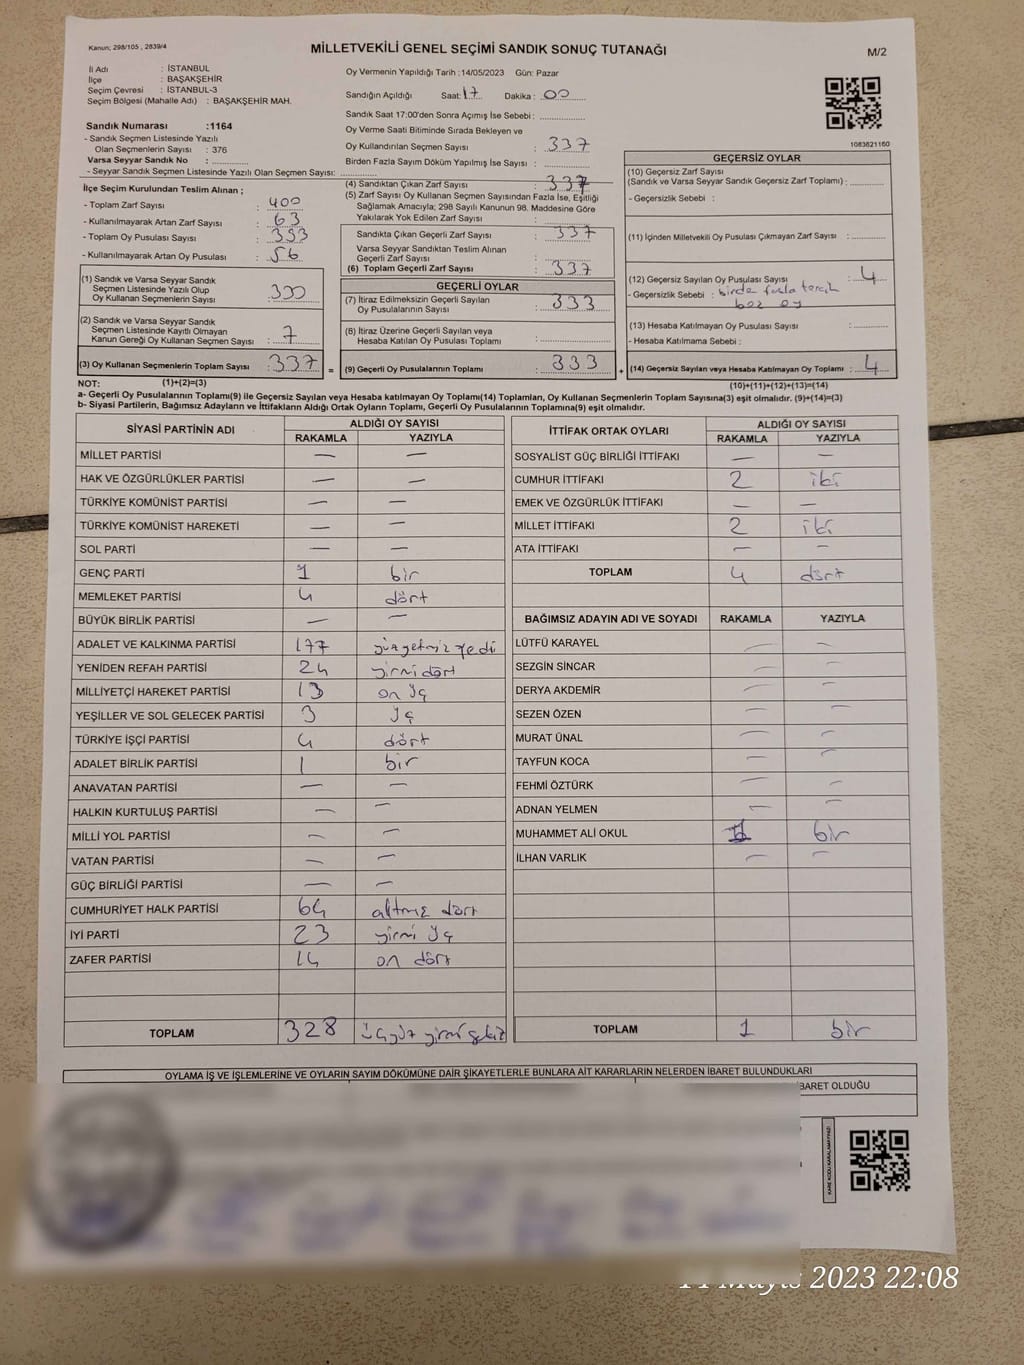 Kanun; 298/105 , 2839/4
MİLLETVEKİLİ GENEL SEÇİMİ SANDIK SONUÇ TUTANAĞI
M/2
İl Adı : İSTANBUL
İlçe : BAŞAKŞEHİR
Seçim Çevresi : İSTANBUL-3
Seçim Bölgesi (Mahalle Adı) : BAŞAKŞEHİR MAH.
Sandık Numarası :1164
- Sandık Seçmen Listesinde Yazılı
Olan Seçmenlerin Sayısı : 376
Varsa Seyyar Sandık No :
- Seyyar Sandık Seçmen Listesinde Yazılı Olan Seçmen Sayısı:
Oy Vermenin Yapıldığı Tarih :14/05/2023 Gün: Pazar
Sandığın Açıldığı Saat: 17 Dakika : 00
Sandık Saat 17:00'den Sonra Açımış İse Sebebi :
Oy Verme Saati Bitiminde Sırada Bekleyen ve
Oy Kullandırılan Seçmen Sayısı : 337
Birden Fazla Sayım Döküm Yapılmış İse Sayısı :
1083621160
İlçe Seçim Kurulundan Teslim Alınan ;
- Toplam Zarf Sayısı : 400
- Kullanılmayarak Artan Zarf Sayısı : 63
- Toplam Oy Pusulası Sayısı : 393
- Kullanılmayarak Artan Oy Pusulası : 56
(1) Sandık ve Varsa Seyyar Sandık
Seçmen Listesinde Yazılı Olup
Oy Kullanan Seçmenlerin Sayısı : 330
(2) Sandık ve Varsa Seyyar Sandık
Seçmen Listesinde Kayıtlı Olmayan
Kanun Gereği Oy Kullanan Seçmen Sayısı : 7
(3) Oy Kullanan Seçmenlerin Toplam Sayısı : 337
(4) Sandıktan Çıkan Zarf Sayısı : 337
(5) Zarf Sayısı Oy Kullanan Seçmen Sayısından Fazla İse, Eşitliği
Sağlamak Amacıyla; 298 Sayılı Kanunun 98. Maddesine Göre
Yakılarak Yok Edilen Zarf Sayısı :
Sandıkta Çıkan Geçerli Zarf Sayısı : 337
Varsa Seyyar Sandıktan Teslim Alınan
Geçerli Zarf Sayısı :
(6) Toplam Geçerli Zarf Sayısı : 337
GEÇERLİ OYLAR
(7) İtiraz Edilmeksizin Geçerli Sayılan
Oy Pusulalarının Sayısı : 333
(8) İtiraz Üzerine Geçerli Sayılan veya
Hesaba Katılan Oy Pusulası Toplamı :
= (9) Geçerli Oy Pusulalarının Toplamı : 333
GEÇERSİZ OYLAR
(10) Geçersiz Zarf Sayısı
(Sandık ve Varsa Seyyar Sandık Geçersiz Zarf Toplamı) :
- Geçersizlik Sebebi :
(11) İçinden Milletvekili Oy Pusulası Çıkmayan Zarf Sayısı :
(12) Geçersiz Sayılan Oy Pusulası Sayısı : 4
- Geçersizlik Sebebi : birden fazla tercih
boz oy
(13) Hesaba Katılmayan Oy Pusulası Sayısı :
- Hesaba Katılmama Sebebi :
+ (14) Geçersiz Sayılan veya Hesaba Katılmayan Oy Toplamı : 4
NOT: (1)+(2)=(3)
(10)+(11)+(12)+(13)=(14)
a- Geçerli Oy Pusulalarının Toplamı(9) ile Geçersiz Sayılan veya Hesaba katılmayan Oy Toplamı(14) Toplamları, Oy Kullanan Seçmenlerin Toplam Sayısına(3) eşit olmalıdır. (9)+(14)=(3)
b- Siyasi Partilerin, Bağımsız Adayların ve İttifakların Aldığı Ortak Oyların Toplamı, Geçerli Oy Pusulalarının Toplamına(9) eşit olmalıdır.
SİYASİ PARTİNİN ADI
ALDIĞI OY SAYISI
RAKAMLA YAZIYLA
MİLLET PARTİSİ — —
HAK VE ÖZGÜRLÜKLER PARTİSİ — —
TÜRKİYE KOMÜNİST PARTİSİ — —
TÜRKİYE KOMÜNİST HAREKETİ — —
SOL PARTİ — —
GENÇ PARTİ 1 bir
MEMLEKET PARTİSİ 4 dört
BÜYÜK BİRLİK PARTİSİ — —
ADALET VE KALKINMA PARTİSİ 177 yüzyetmiş yedi
YENİDEN REFAH PARTİSİ 24 yirmi dört
MİLLİYETÇİ HAREKET PARTİSİ 13 on üç
YEŞİLLER VE SOL GELECEK PARTİSİ 3 üç
TÜRKİYE İŞÇİ PARTİSİ 4 dört
ADALET BİRLİK PARTİSİ 1 bir
ANAVATAN PARTİSİ — —
HALKIN KURTULUŞ PARTİSİ — —
MİLLİ YOL PARTİSİ — —
VATAN PARTİSİ — —
GÜÇ BİRLİĞİ PARTİSİ — —
CUMHURİYET HALK PARTİSİ 64 altmış dört
İYİ PARTİ 23 yirmi üç
ZAFER PARTİSİ 14 on dört
TOPLAM 328 üçyüz yirmi sekiz
İTTİFAK ORTAK OYLARI
ALDIĞI OY SAYISI
RAKAMLA YAZIYLA
SOSYALİST GÜÇ BİRLİĞİ İTTİFAKI — —
CUMHUR İTTİFAKI 2 iki
EMEK VE ÖZGÜRLÜK İTTİFAKI — —
MİLLET İTTİFAKI 2 iki
ATA İTTİFAKI — —
TOPLAM 4 dört
BAĞIMSIZ ADAYIN ADI VE SOYADI RAKAMLA YAZIYLA
LÜTFÜ KARAYEL — —
SEZGİN SİNCAR — —
DERYA AKDEMİR — —
SEZEN ÖZEN — —
MURAT ÜNAL — —
TAYFUN KOCA — —
FEHMİ ÖZTÜRK — —
ADNAN YELMEN — —
MUHAMMET ALİ OKUL 1 bir
İLHAN VARLIK — —
TOPLAM 1 bir
OYLAMA İŞ VE İŞLEMLERİNE VE OYLARIN SAYIM DÖKÜMÜNE DAİR ŞİKAYETLERLE BUNLARA AİT KARARLARIN NELERDEN İBARET BULUNDUKLARI
İBARET OLDUĞU
KARE KODU KARALAMAYINIZ!
14 Mayıs 2023 22:08